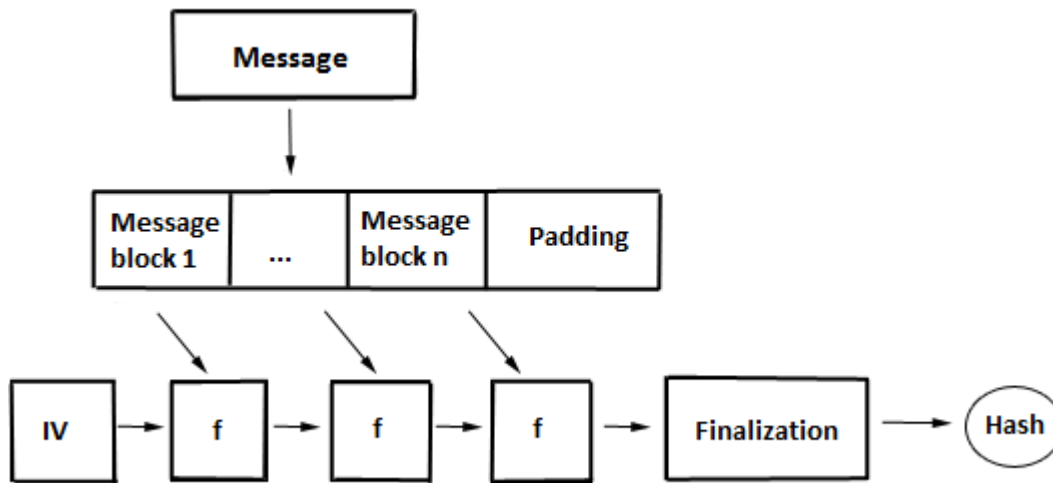 Message
Message
block 1
...
Message
block n
Padding
IV
f
f
f
Finalization
Hash